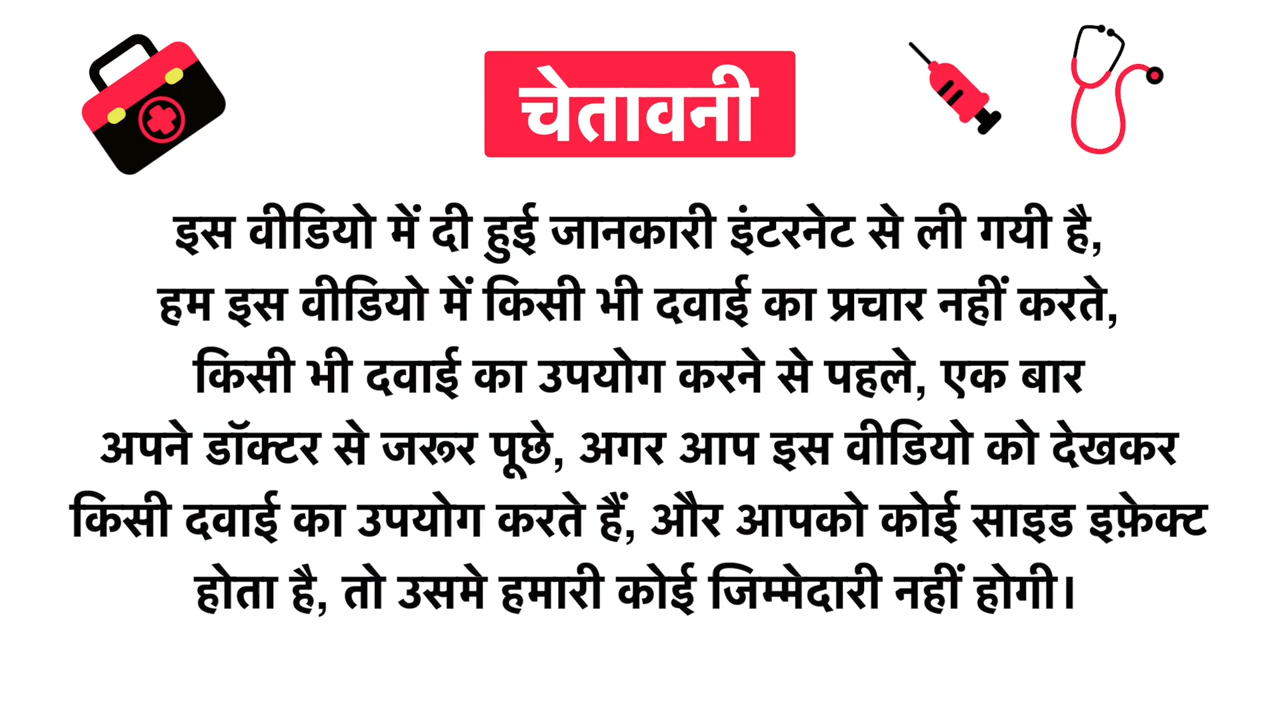 चेतावनी
इस वीडियो में दी हुई जानकारी इंटरनेट से ली गयी है,
हम इस वीडियो में किसी भी दवाई का प्रचार नहीं करते,
किसी भी दवाई का उपयोग करने से पहले, एक बार
अपने डॉक्टर से जरूर पूछे, अगर आप इस वीडियो को देखकर
किसी दवाई का उपयोग करते हैं, और आपको कोई साइड इफ़ेक्ट
होता है, तो उसमे हमारी कोई जिम्मेदारी नहीं होगी।